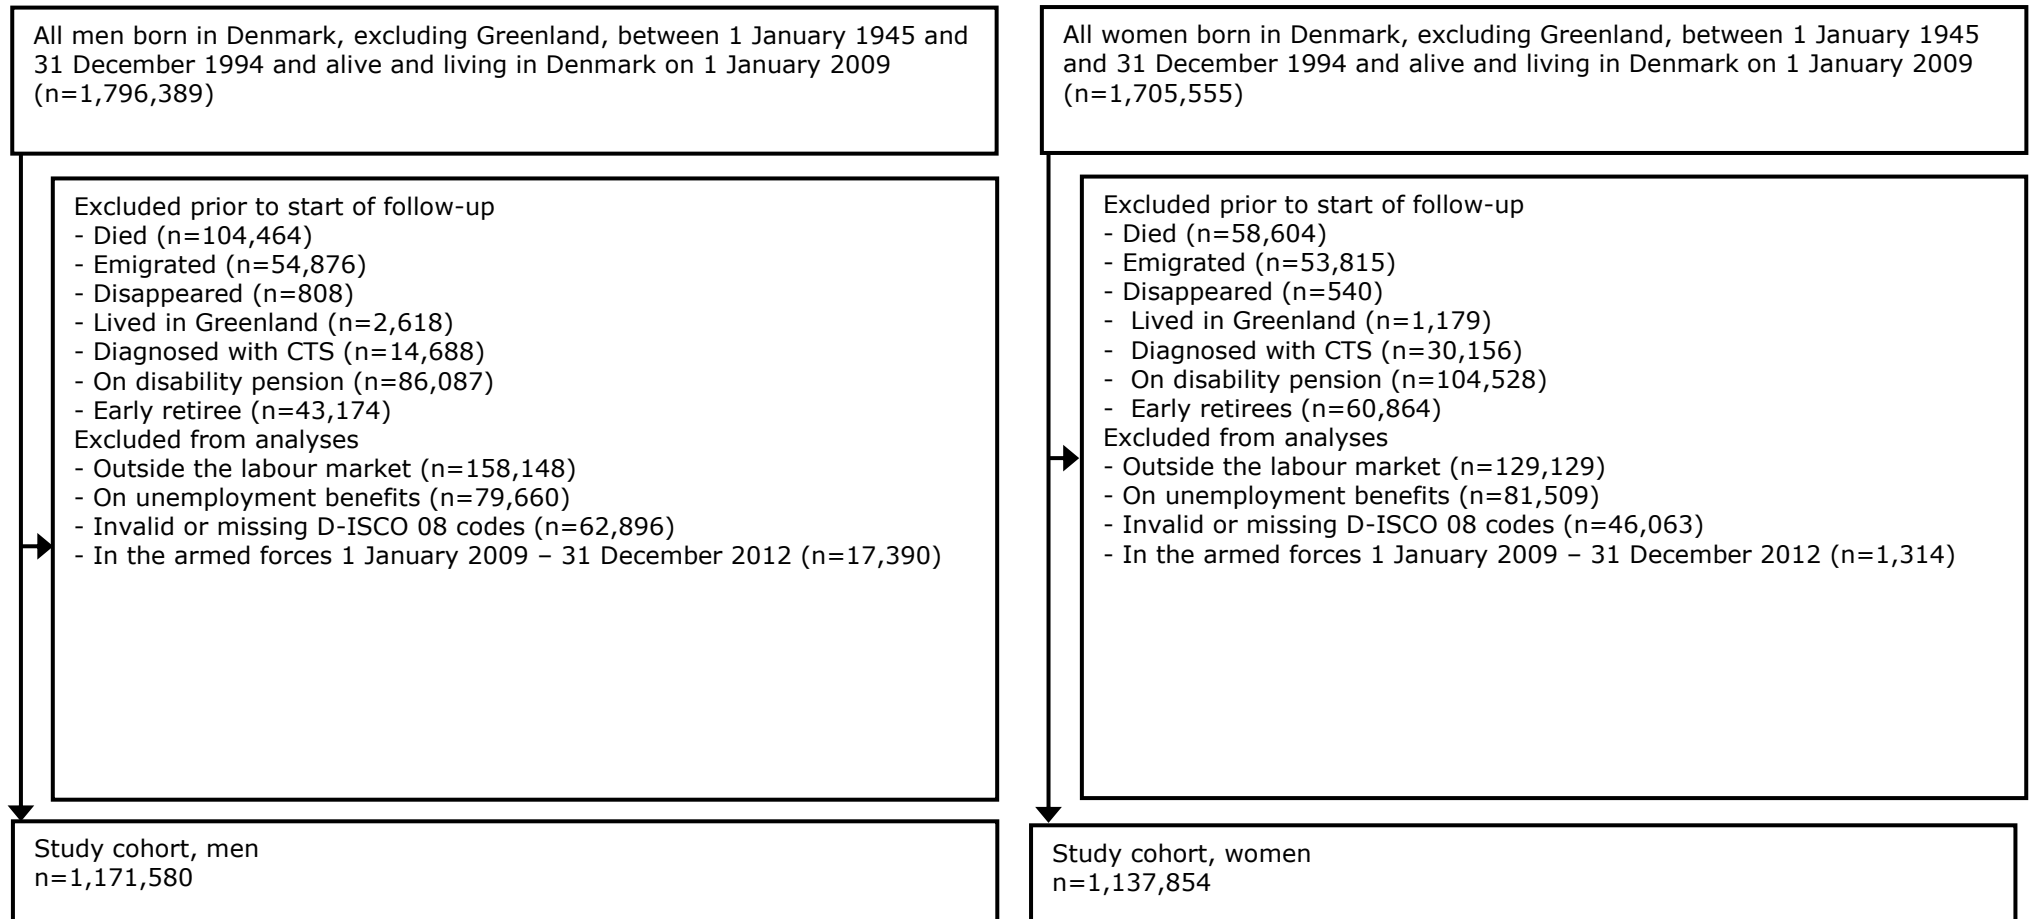 All men born in Denmark, excluding Greenland, between 1 January 1945 and
31 December 1994 and alive and living in Denmark on 1 January 2009
(n=1,796,389)
Excluded prior to start of follow-up
- Died (n=104,464)
- Emigrated (n=54,876)
- Disappeared (n=808)
- Lived in Greenland (n=2,618)
- Diagnosed with CTS (n=14,688)
- On disability pension (n=86,087)
- Early retiree (n=43,174)
Excluded from analyses
- Outside the labour market (n=158,148)
- On unemployment benefits (n=79,660)
- Invalid or missing D-ISCO 08 codes (n=62,896)
- In the armed forces 1 January 2009 – 31 December 2012 (n=17,390)
Study cohort, men
n=1,171,580
All women born in Denmark, excluding Greenland, between 1 January 1945
and 31 December 1994 and alive and living in Denmark on 1 January 2009
(n=1,705,555)
Excluded prior to start of follow-up
- Died (n=58,604)
- Emigrated (n=53,815)
- Disappeared (n=540)
- Lived in Greenland (n=1,179)
- Diagnosed with CTS (n=30,156)
- On disability pension (n=104,528)
- Early retirees (n=60,864)
Excluded from analyses
- Outside the labour market (n=129,129)
- On unemployment benefits (n=81,509)
- Invalid or missing D-ISCO 08 codes (n=46,063)
- In the armed forces 1 January 2009 – 31 December 2012 (n=1,314)
Study cohort, women
n=1,137,854